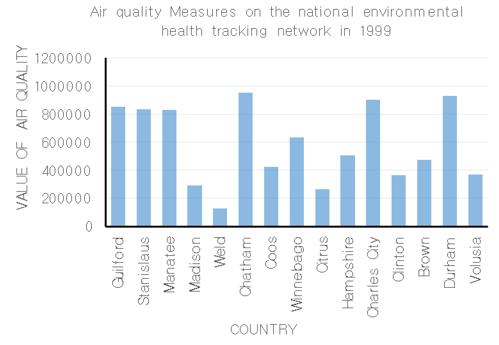 Air quality Measures on the national environmental
health tracking network in 1999
VALUE OF AIR QUALITY
1200000
1000000
800000
600000
400000
200000
0
Guilford
Stanislaus
Manatee
Madison
Weld
Chatham
Coos
Winnebago
Citrus
Hampshire
Charles City
Clinton
Brown
Durham
Volusia
COUNTRY